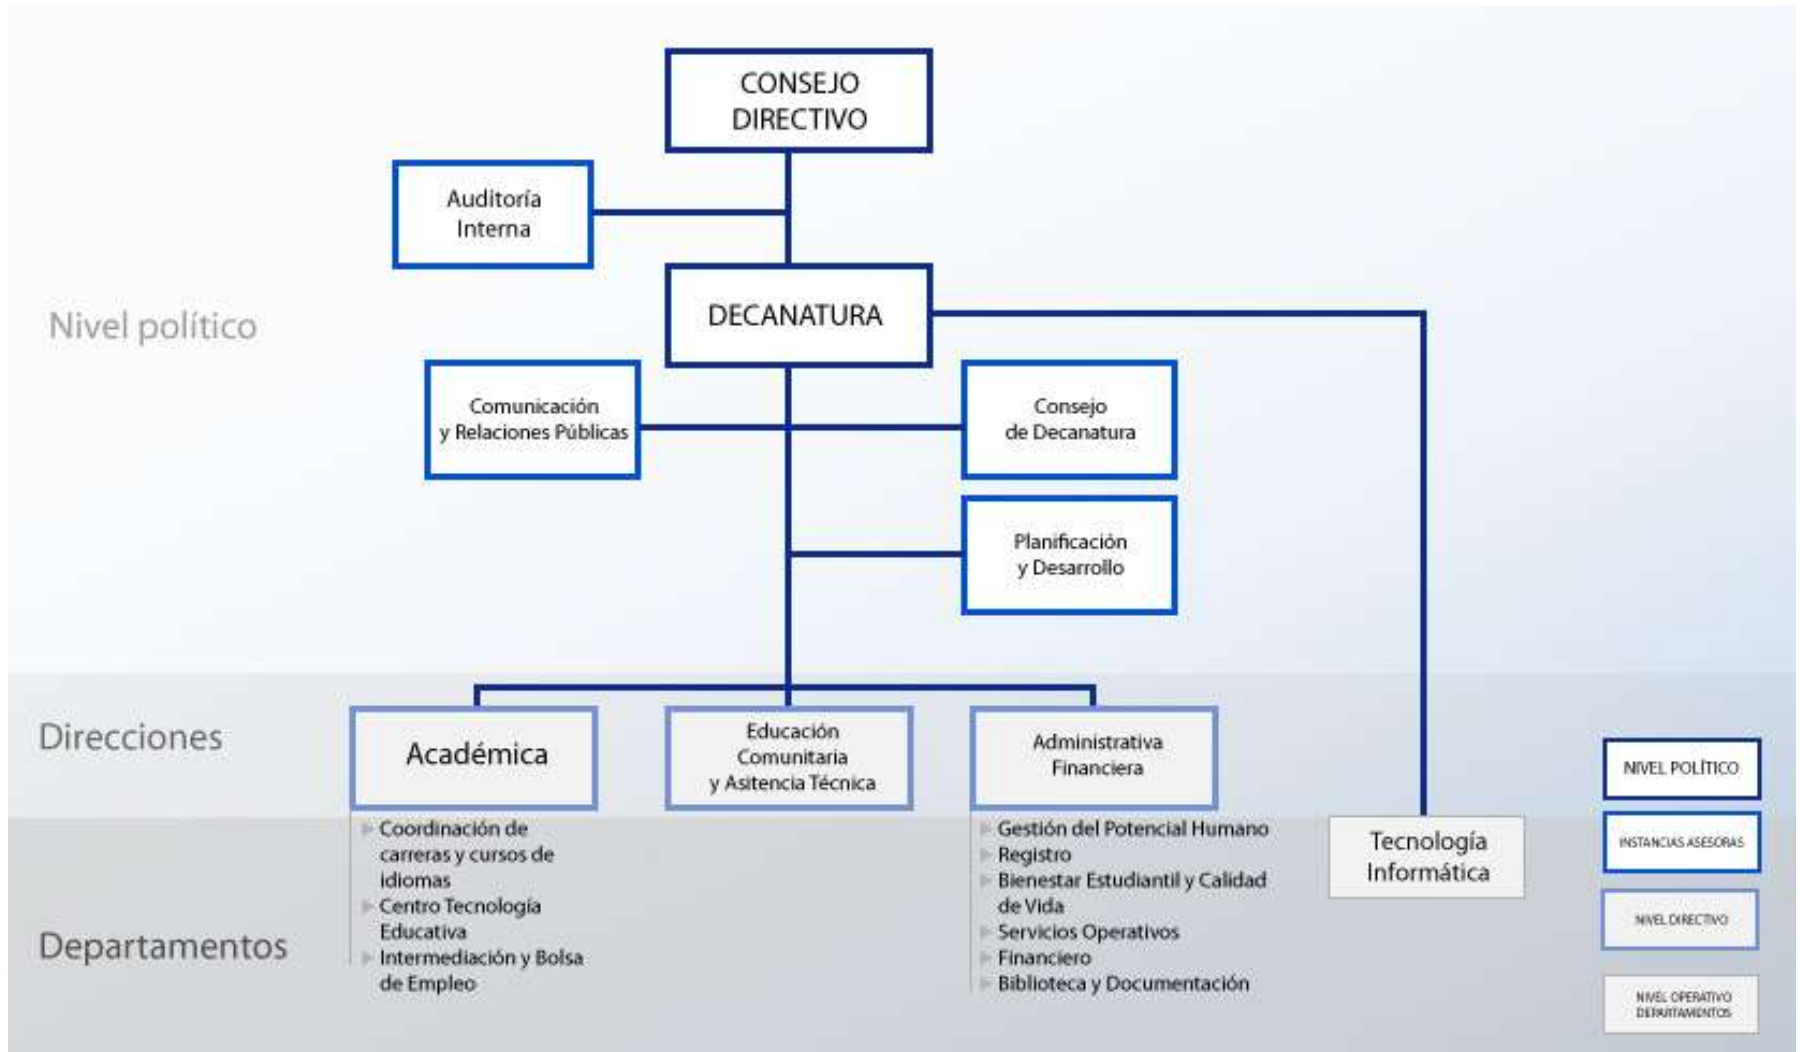 CONSEJO
DIRECTIVO
Auditoría
Interna
Nivel político
DECANATURA
Comunicación
y Relaciones Públicas
Consejo
de Decanatura
Planificación
y Desarrollo
Direcciones
Académica
Educación
Comunitaria
y Asitencia Técnica
Administrativa
Financiera
Departamentos
Coordinación de
carreras y cursos de
idiomas
Centro Tecnología
Educativa
Intermediación y Bolsa
de Empleo
Gestión del Potencial Humano
Registro
Bienestar Estudiantil y Calidad
de Vida
Servicios Operativos
Financiero
Biblioteca y Documentación
Tecnología
Informática
NIVEL POLÍTICO
INSTANCIAS ASESORAS
NIVEL DIRECTIVO
NIVEL OPERATIVO
DEPARTAMENTOS